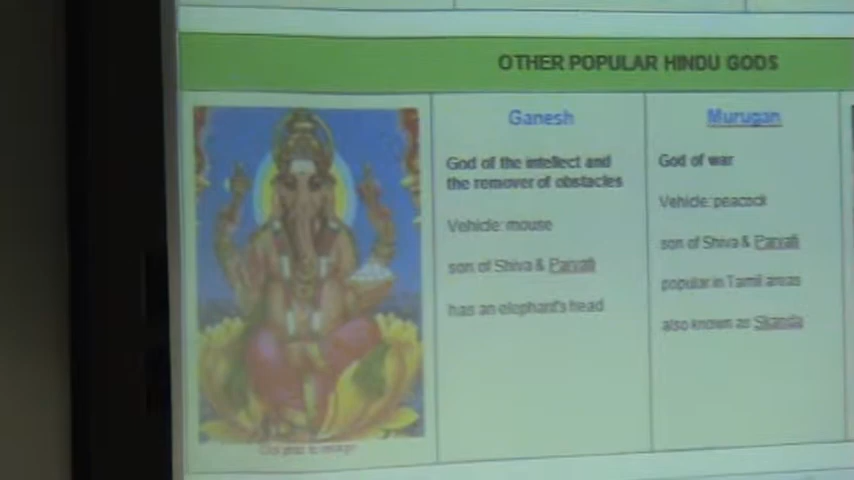 OTHER POPULAR HINDU GODS
Ganesh
God of the intellect and
the remover of obstacles
Vehicle: mouse
son of Shiva & Parvati
has an elephant's head
Murugan
God of war
Vehicle: peacock
son of Shiva & Parvati
popular in Tamil areas
also known as Skanda